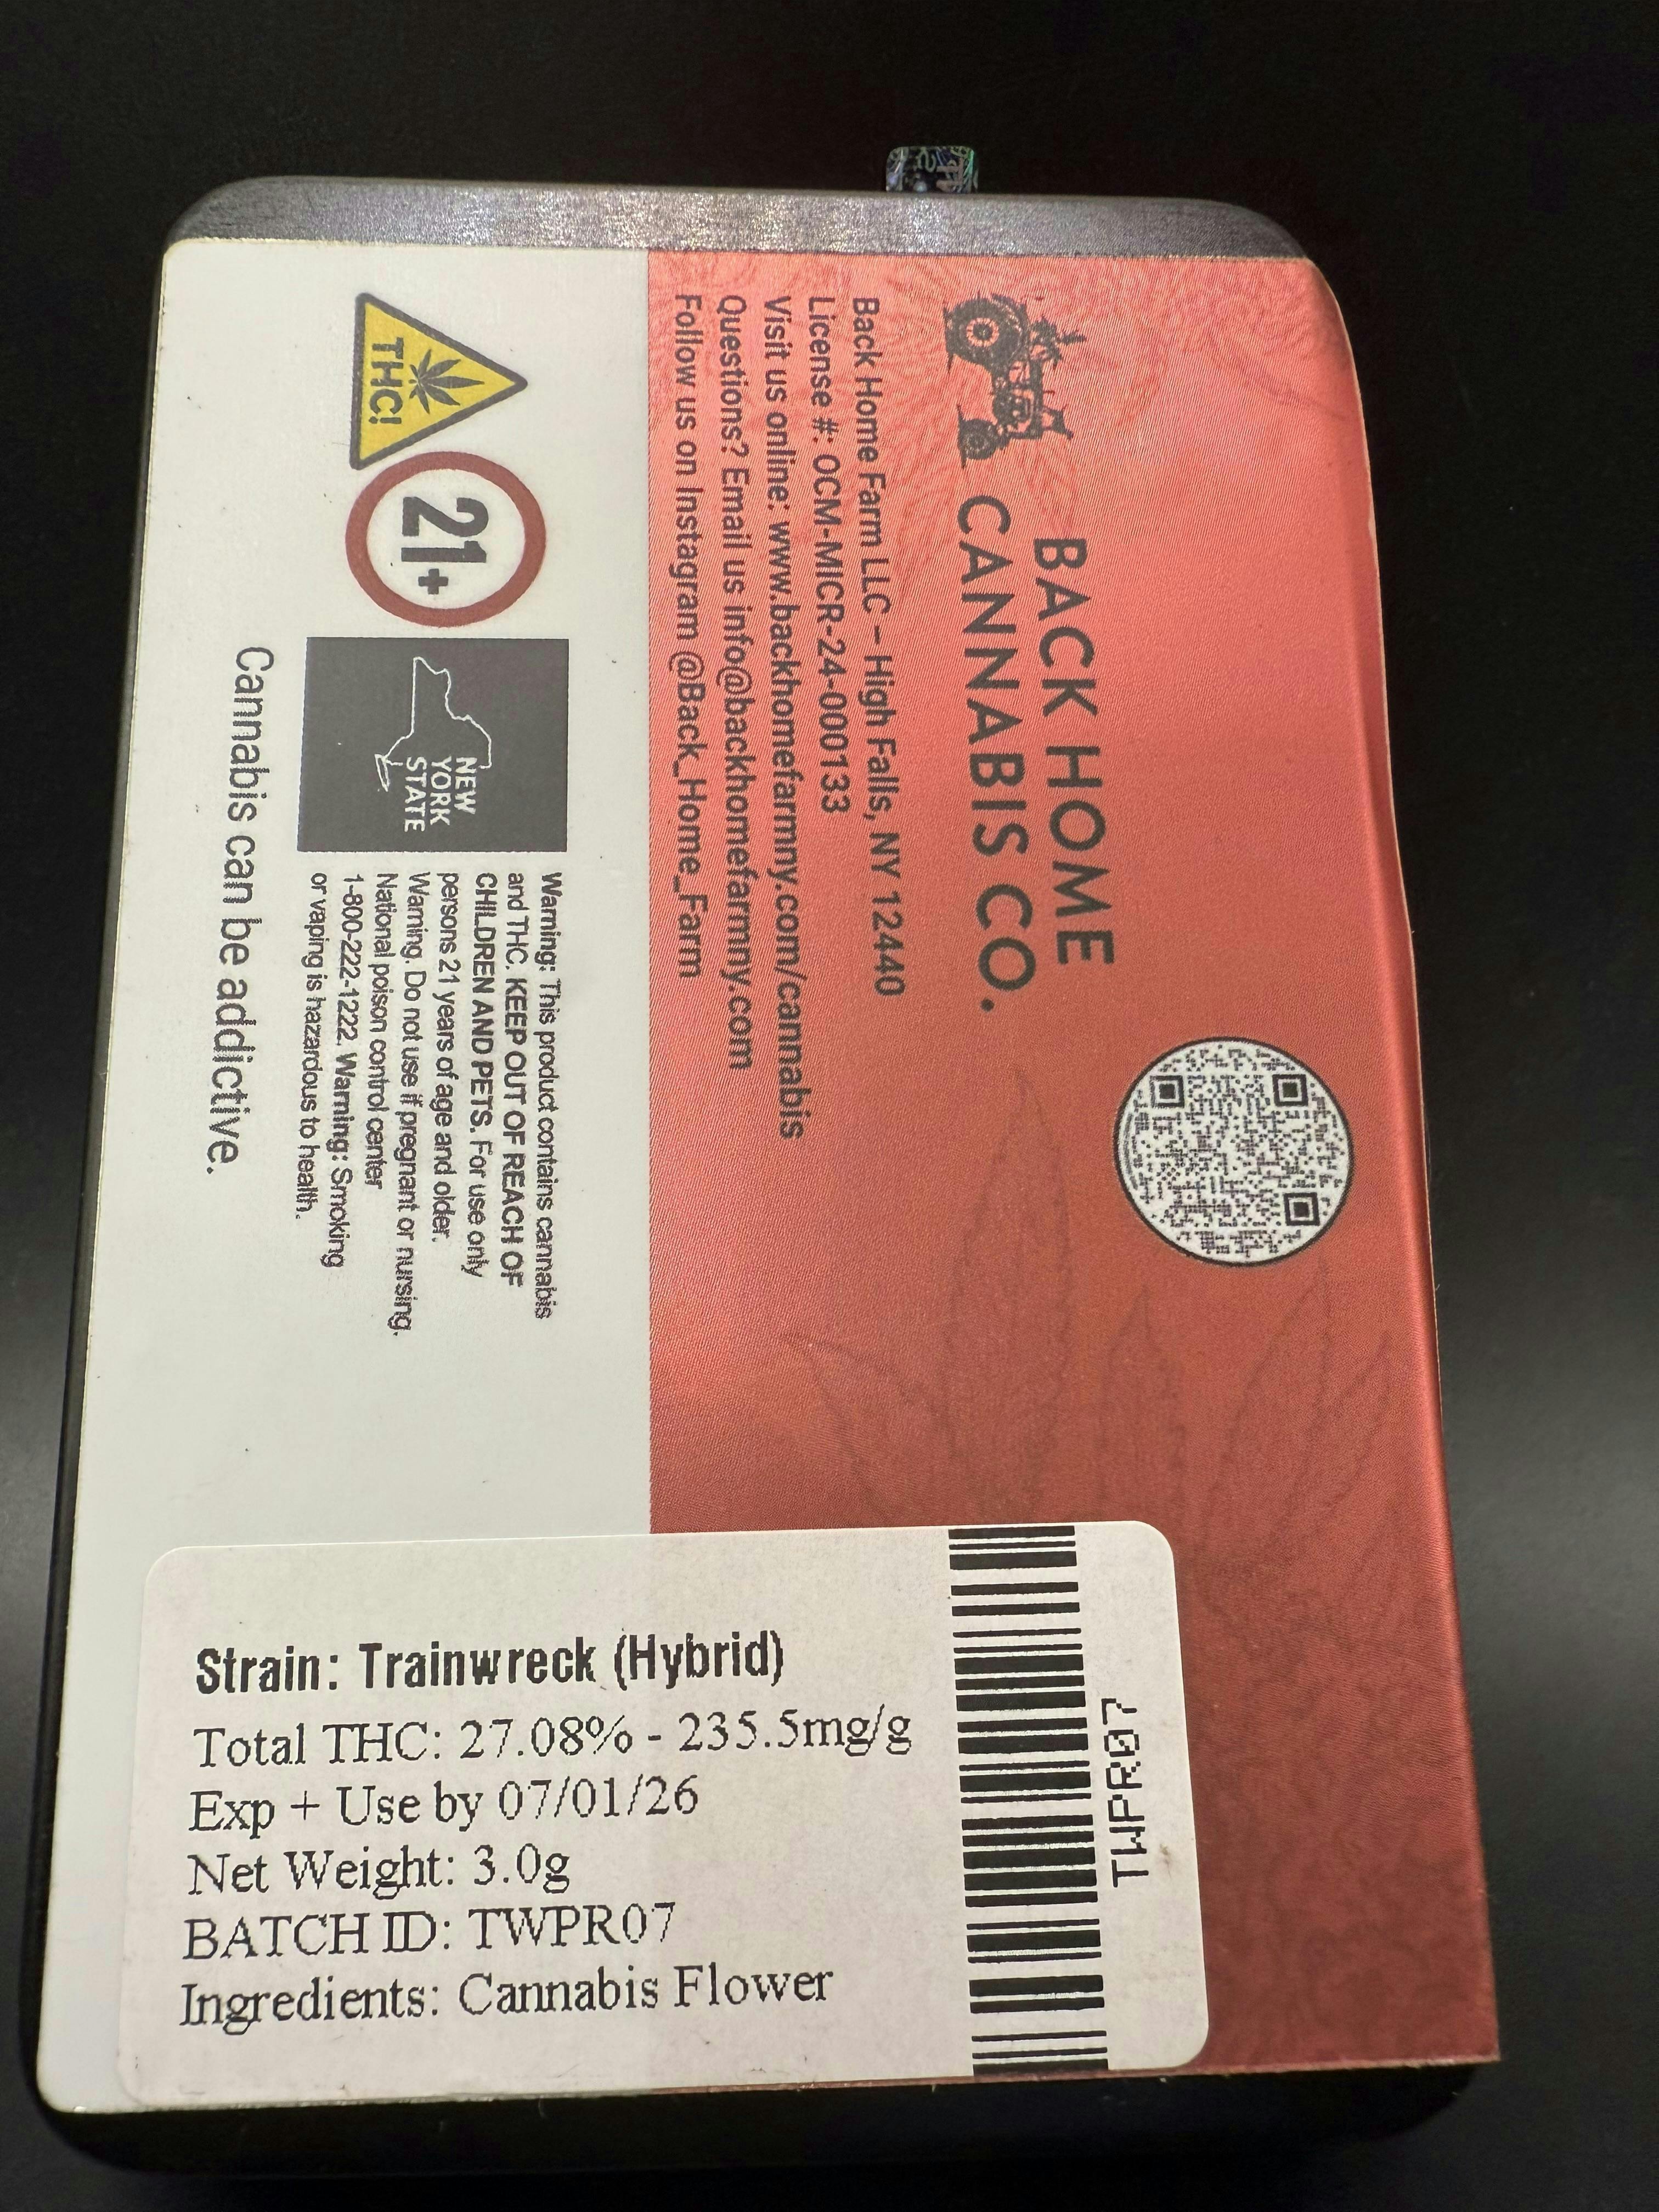 BACK HOME
CANNABIS CO.
Back Home Farm LLC – High Falls, NY 12440
License #: OCM-MICR-24-000133
Visit us online: www.backhomefarmny.com/cannabis
Questions? Email us info@backhomefarmny.com
Follow us on Instagram @Back_Home_Farm
THC!
21+
NEW
YORK
STATE
Warning: This product contains cannabis
and THC. KEEP OUT OF REACH OF
CHILDREN AND PETS. For use only
persons 21 years of age and older.
Warning. Do not use if pregnant or nursing.
National poison control center
1-800-222-1222. Warning: Smoking
or vaping is hazardous to health.
Cannabis can be addictive.
Strain: Trainwreck (Hybrid)
Total THC: 27.08% - 235.5mg/g
Exp + Use by 07/01/26
Net Weight: 3.0g
BATCH ID: TWPR07
Ingredients: Cannabis Flower
TWPR07